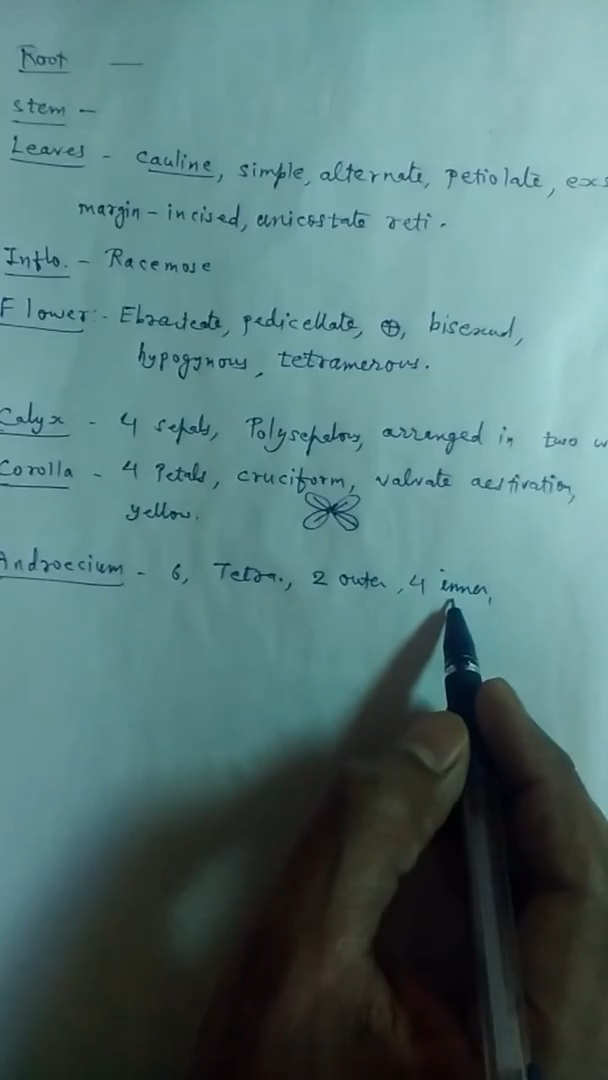 Root —
Stem -
Leaves - cauline, simple, alternate, petiolate, exs
margin - incised, unicostate reti.
Inflo. - Racemose
Flower:- Ebracteate, pedicellate, ⊕, bisexual,
hypogynous, tetramerous.
Calyx - 4 sepals, Polysepalous, arranged in two w
Corolla - 4 Petals, cruciform, valvate aestivation,
yellow.
Androecium - 6, Tetra., 2 outer, 4 inner,